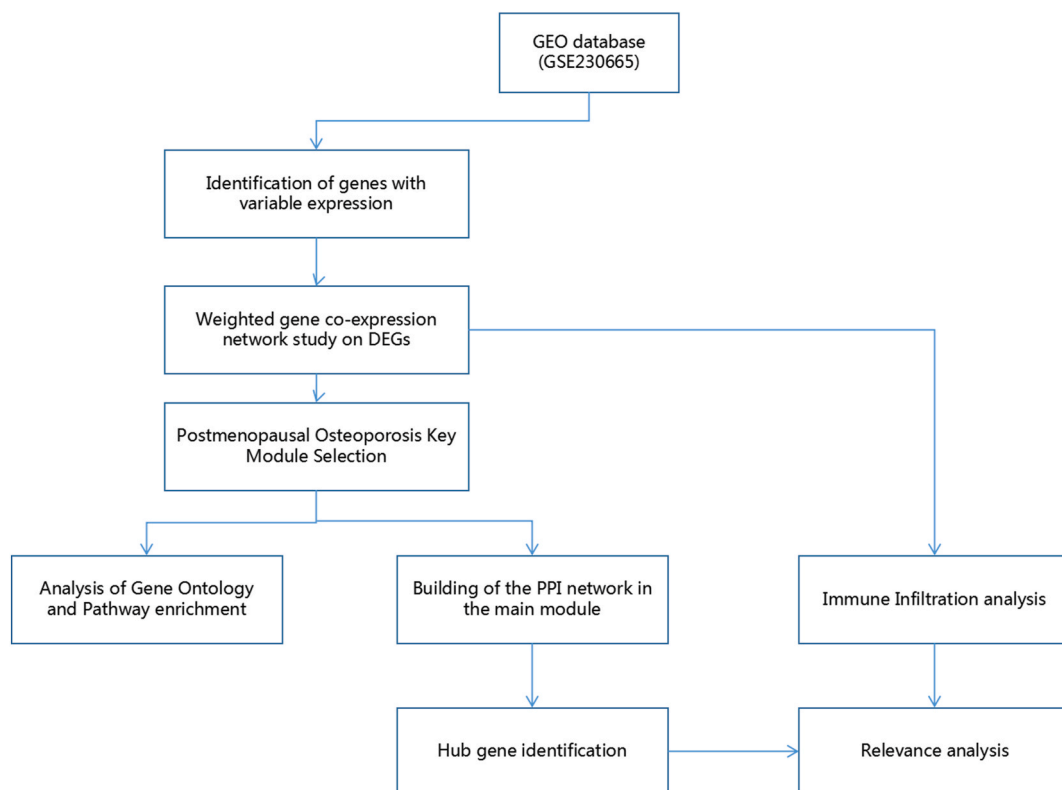 GEO database
(GSE230665)
Identification of genes with
variable expression
Weighted gene co-expression
network study on DEGs
Postmenopausal Osteoporosis Key
Module Selection
Analysis of Gene Ontology
and Pathway enrichment
Building of the PPI network in
the main module
Immune Infiltration analysis
Hub gene identification
Relevance analysis